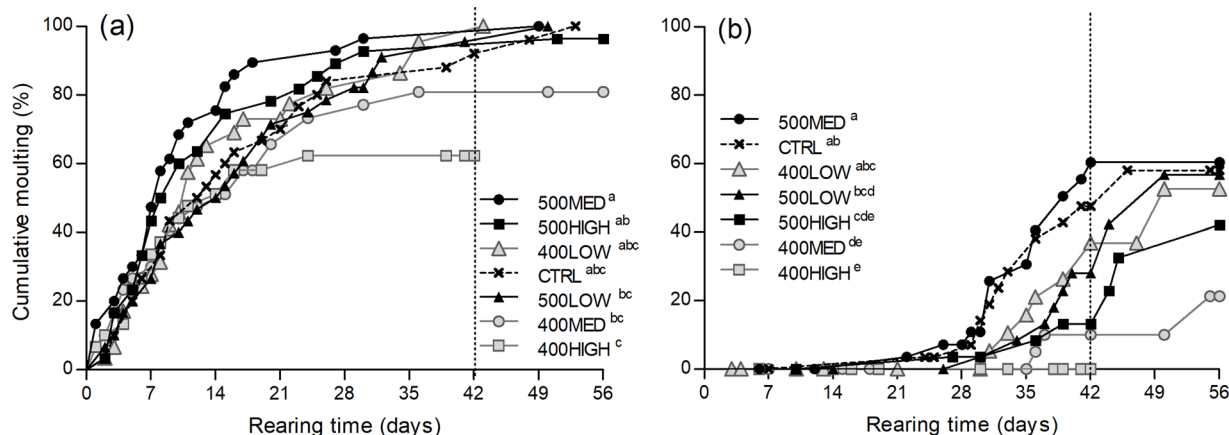 (a)
Cumulative moulting (%)
100
80
60
40
20
0
0 7 14 21 28 35 42 49 56
Rearing time (days)
500MED a
500HIGH ab
400LOW abc
CTRL abc
500LOW bc
400MED bc
400HIGH c
(b)
100
80
60
40
20
0
0 7 14 21 28 35 42 49 56
Rearing time (days)
500MED a
CTRL ab
400LOW abc
500LOW bcd
500HIGH cde
400MED de
400HIGH e